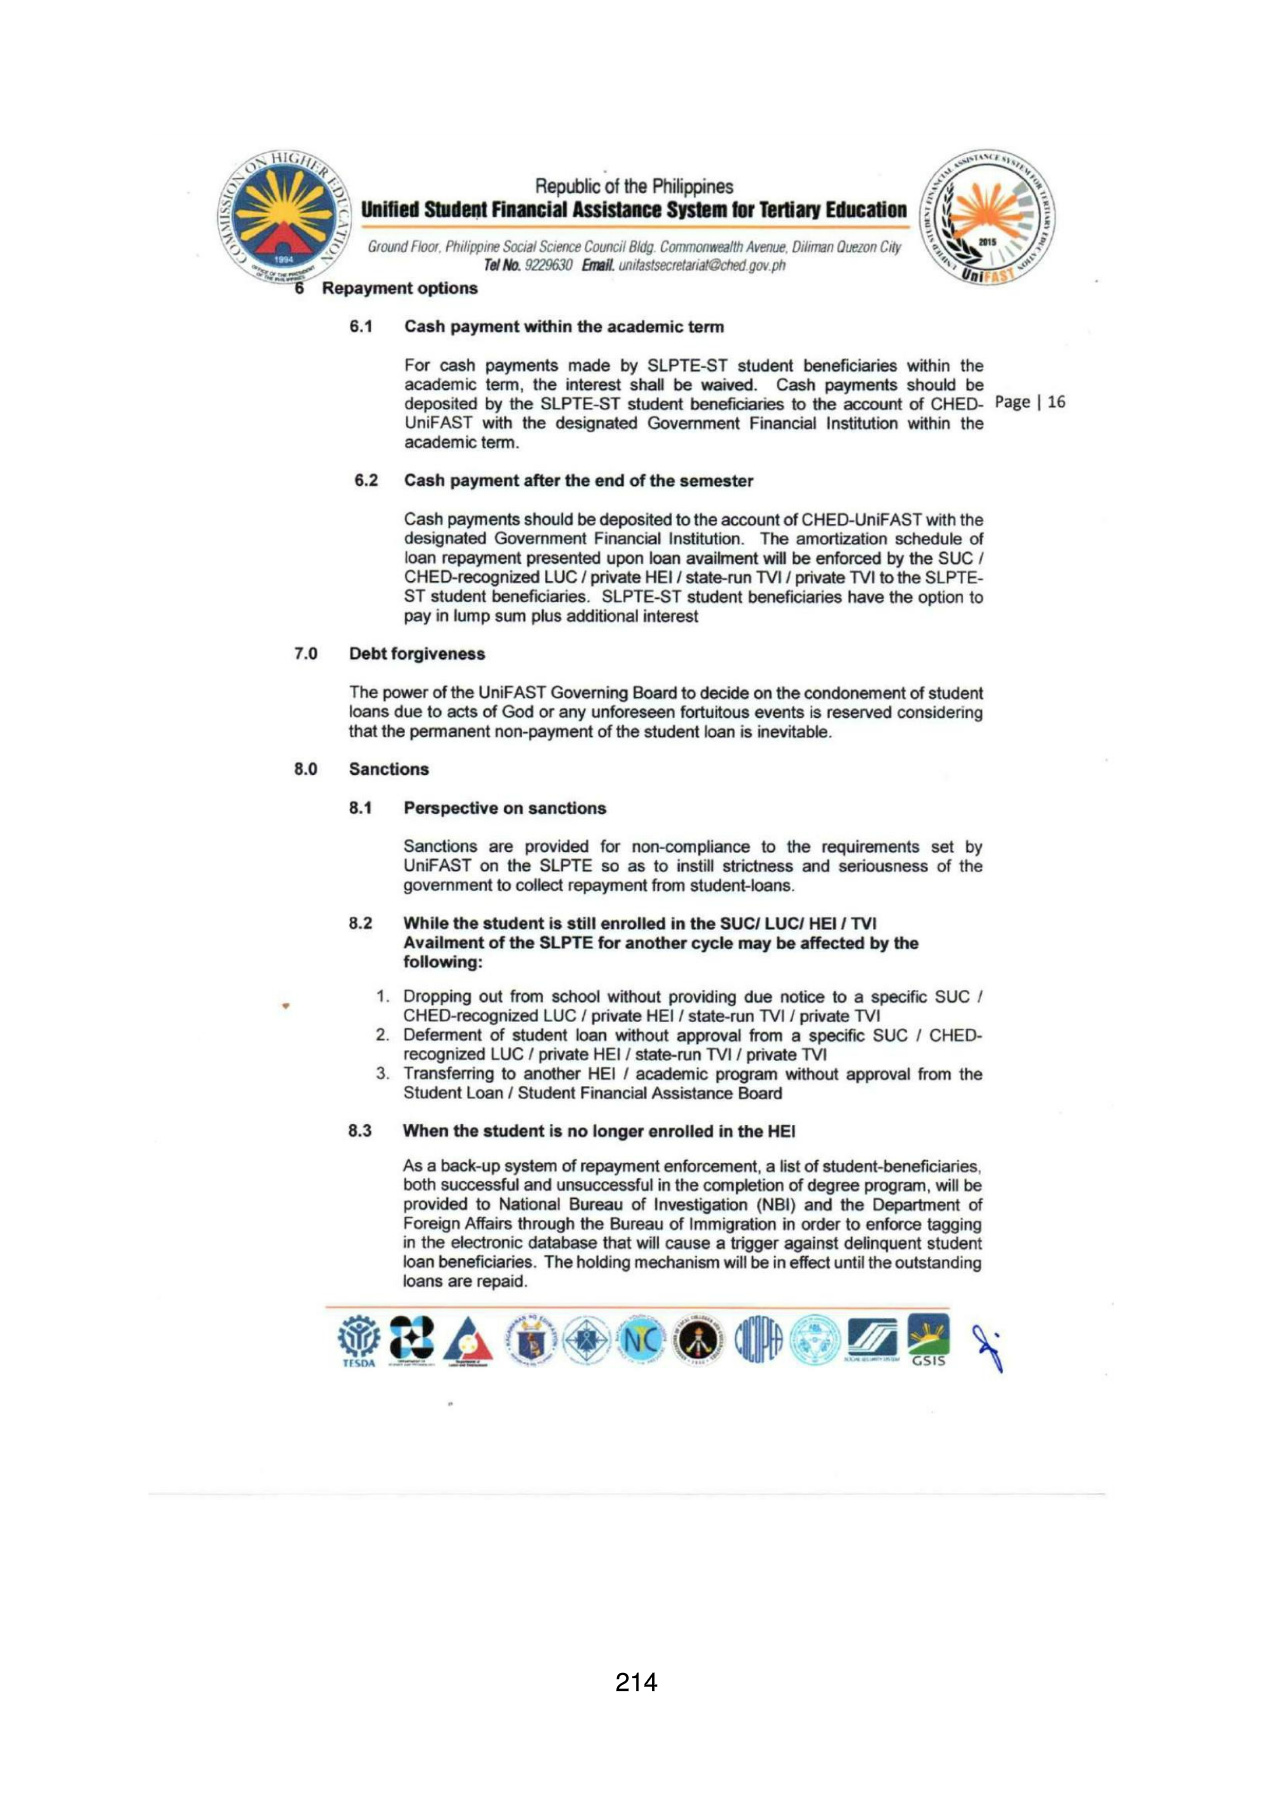 COMMISSION ON HIGHER EDUCATION
OFFICE OF THE PRESIDENT
OF THE PHILIPPINES
1994
Republic of the Philippines
Unified Student Financial Assistance System for Tertiary Education
Ground Floor, Philippine Social Science Council Bldg. Commonwealth Avenue, Diliman Quezon City
Tel No. 9229630 Email. unifastsecretariat@ched.gov.ph
UNIFIED STUDENT FINANCIAL ASSISTANCE SYSTEM FOR TERTIARY EDUCATION
2015
UniFAST
6 Repayment options
6.1 Cash payment within the academic term
For cash payments made by SLPTE-ST student beneficiaries within the
academic term, the interest shall be waived. Cash payments should be
deposited by the SLPTE-ST student beneficiaries to the account of CHED-
Page | 16
UniFAST with the designated Government Financial Institution within the
academic term.
6.2 Cash payment after the end of the semester
Cash payments should be deposited to the account of CHED-UniFAST with the
designated Government Financial Institution. The amortization schedule of
loan repayment presented upon loan availment will be enforced by the SUC /
CHED-recognized LUC / private HEI / state-run TVI / private TVI to the SLPTE-
ST student beneficiaries. SLPTE-ST student beneficiaries have the option to
pay in lump sum plus additional interest
7.0 Debt forgiveness
The power of the UniFAST Governing Board to decide on the condonement of student
loans due to acts of God or any unforeseen fortuitous events is reserved considering
that the permanent non-payment of the student loan is inevitable.
8.0 Sanctions
8.1 Perspective on sanctions
Sanctions are provided for non-compliance to the requirements set by
UniFAST on the SLPTE so as to instill strictness and seriousness of the
government to collect repayment from student-loans.
8.2 While the student is still enrolled in the SUC/ LUC/ HEI / TVI
Availment of the SLPTE for another cycle may be affected by the
following:
1. Dropping out from school without providing due notice to a specific SUC /
CHED-recognized LUC / private HEI / state-run TVI / private TVI
2. Deferment of student loan without approval from a specific SUC / CHED-
recognized LUC / private HEI / state-run TVI / private TVI
3. Transferring to another HEI / academic program without approval from the
Student Loan / Student Financial Assistance Board
8.3 When the student is no longer enrolled in the HEI
As a back-up system of repayment enforcement, a list of student-beneficiaries,
both successful and unsuccessful in the completion of degree program, will be
provided to National Bureau of Investigation (NBI) and the Department of
Foreign Affairs through the Bureau of Immigration in order to enforce tagging
in the electronic database that will cause a trigger against delinquent student
loan beneficiaries. The holding mechanism will be in effect until the outstanding
loans are repaid.
TESDA
NC
COCOPEA
GSIS
214